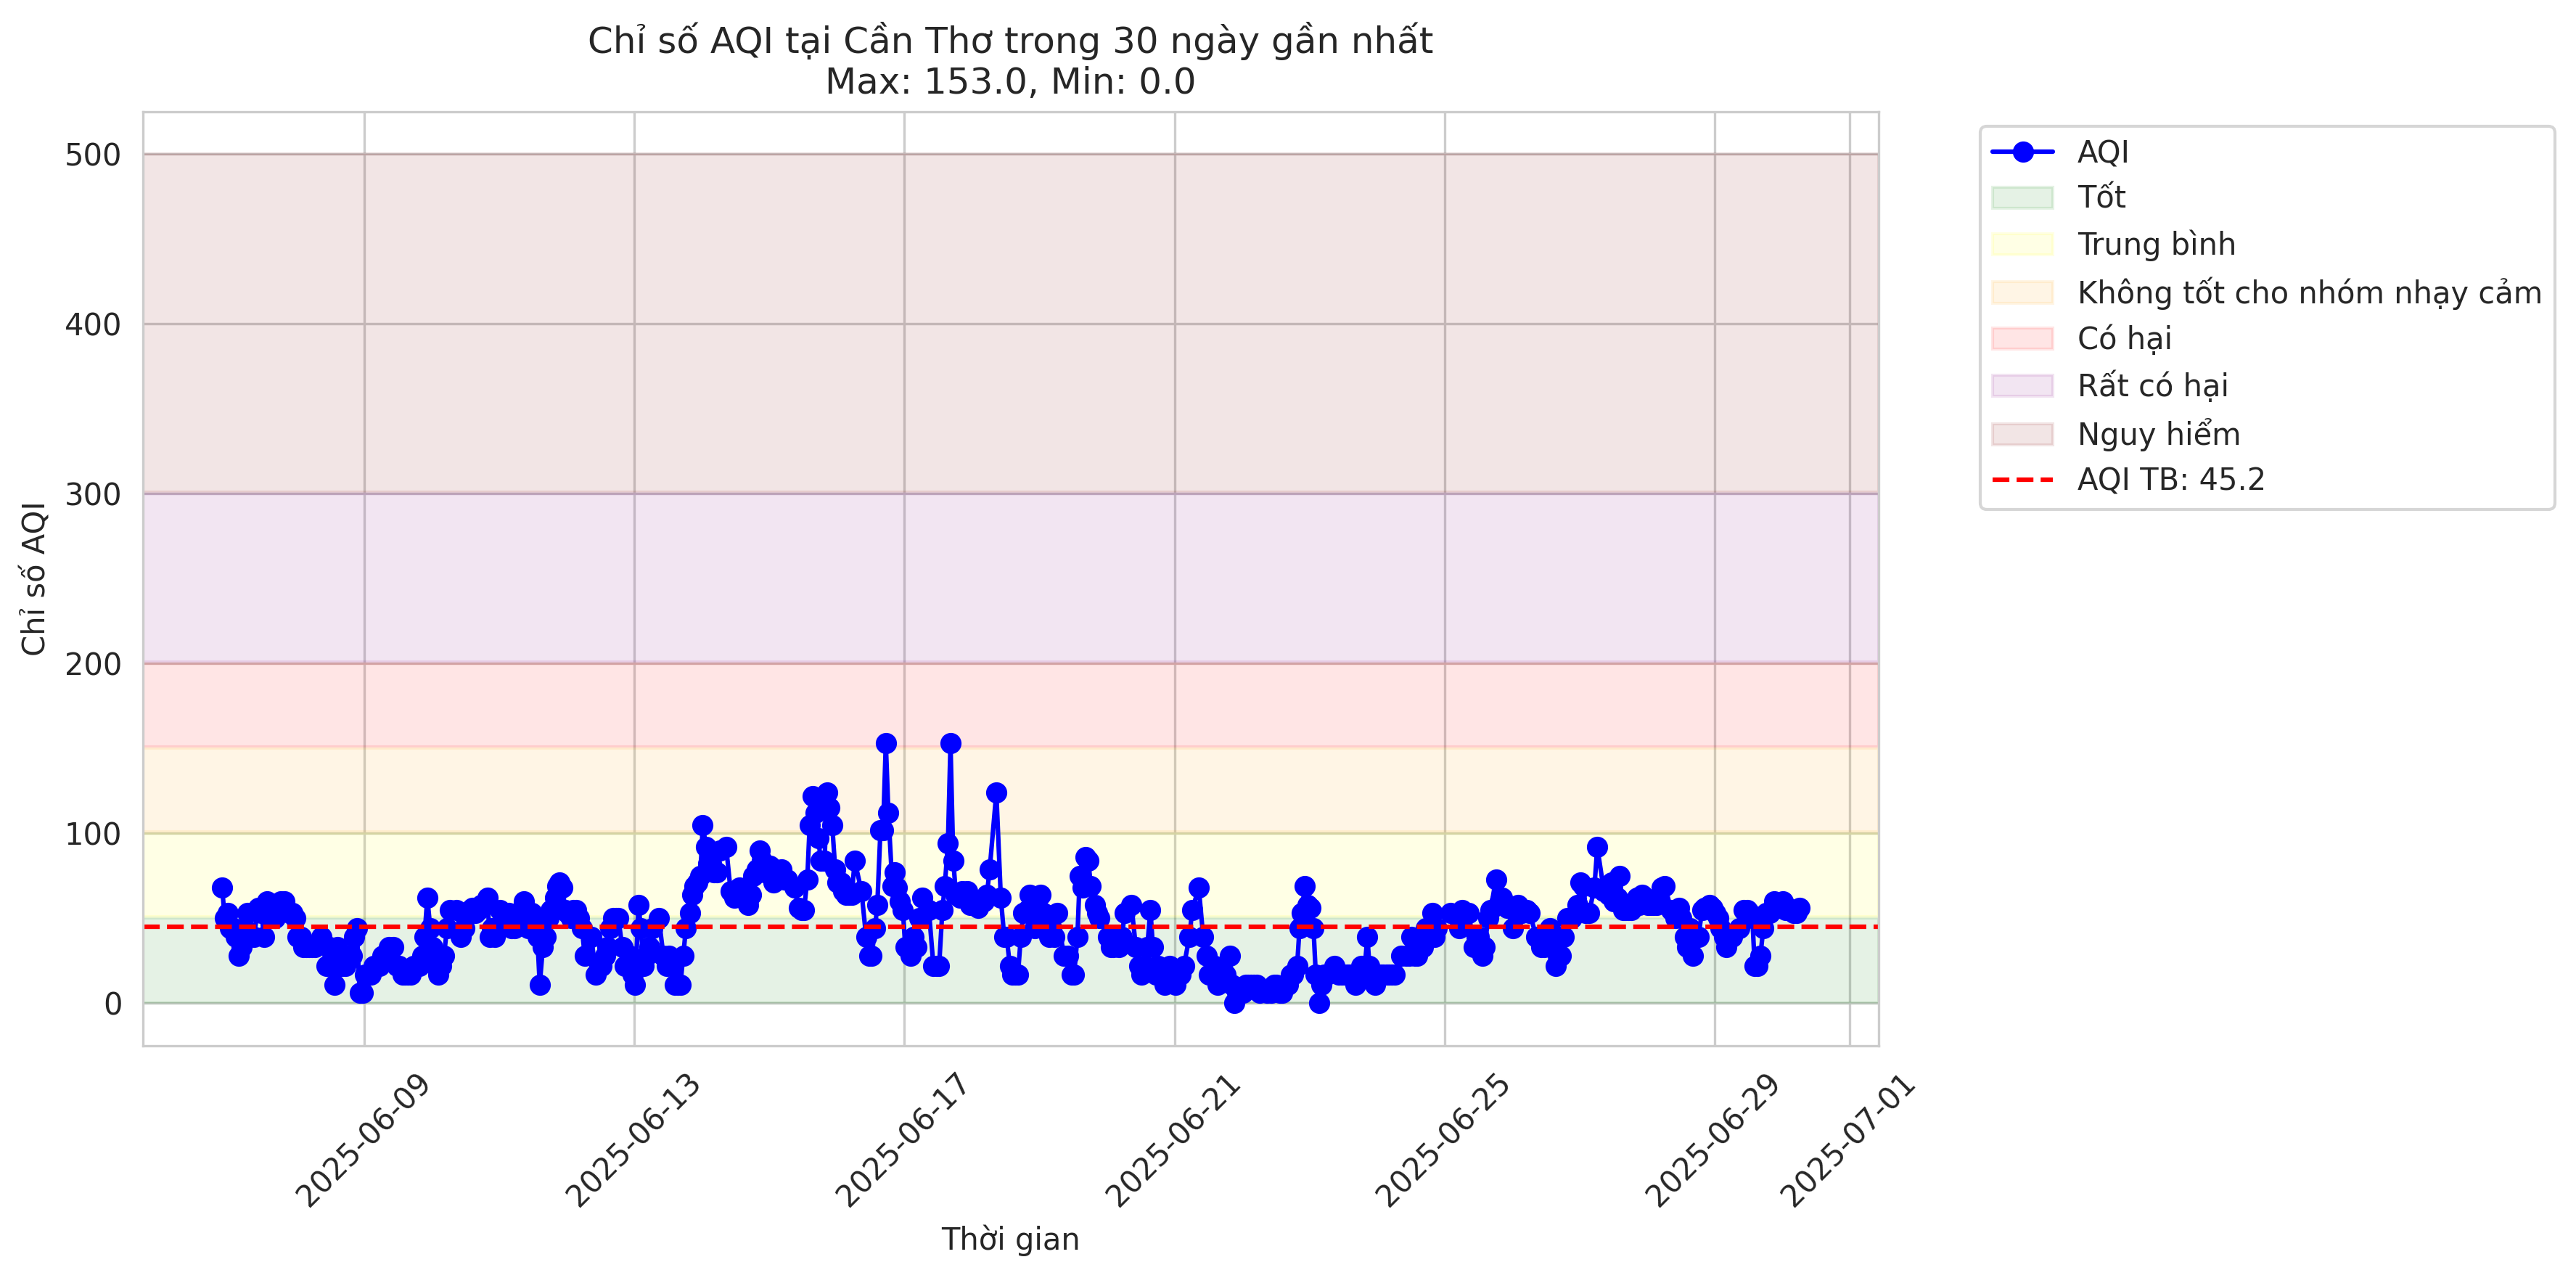 Chỉ số AQI tại Cần Thơ trong 30 ngày gần nhất
Max: 153.0, Min: 0.0
Chỉ số AQI
500
400
300
200
100
0
2025-06-09
2025-06-13
2025-06-17
2025-06-21
2025-06-25
2025-06-29
2025-07-01
Thời gian
AQI
Tốt
Trung bình
Không tốt cho nhóm nhạy cảm
Có hại
Rất có hại
Nguy hiểm
AQI TB: 45.2